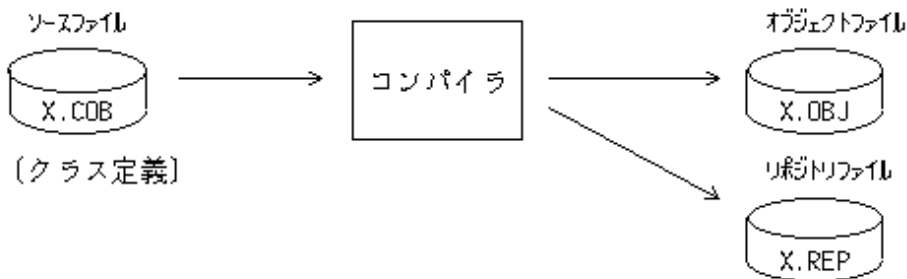 ソースファイル
X.COB
〔クラス定義〕
コンパイラ
オブジェクトファイル
X.OBJ
リポジトリファイル
X.REP